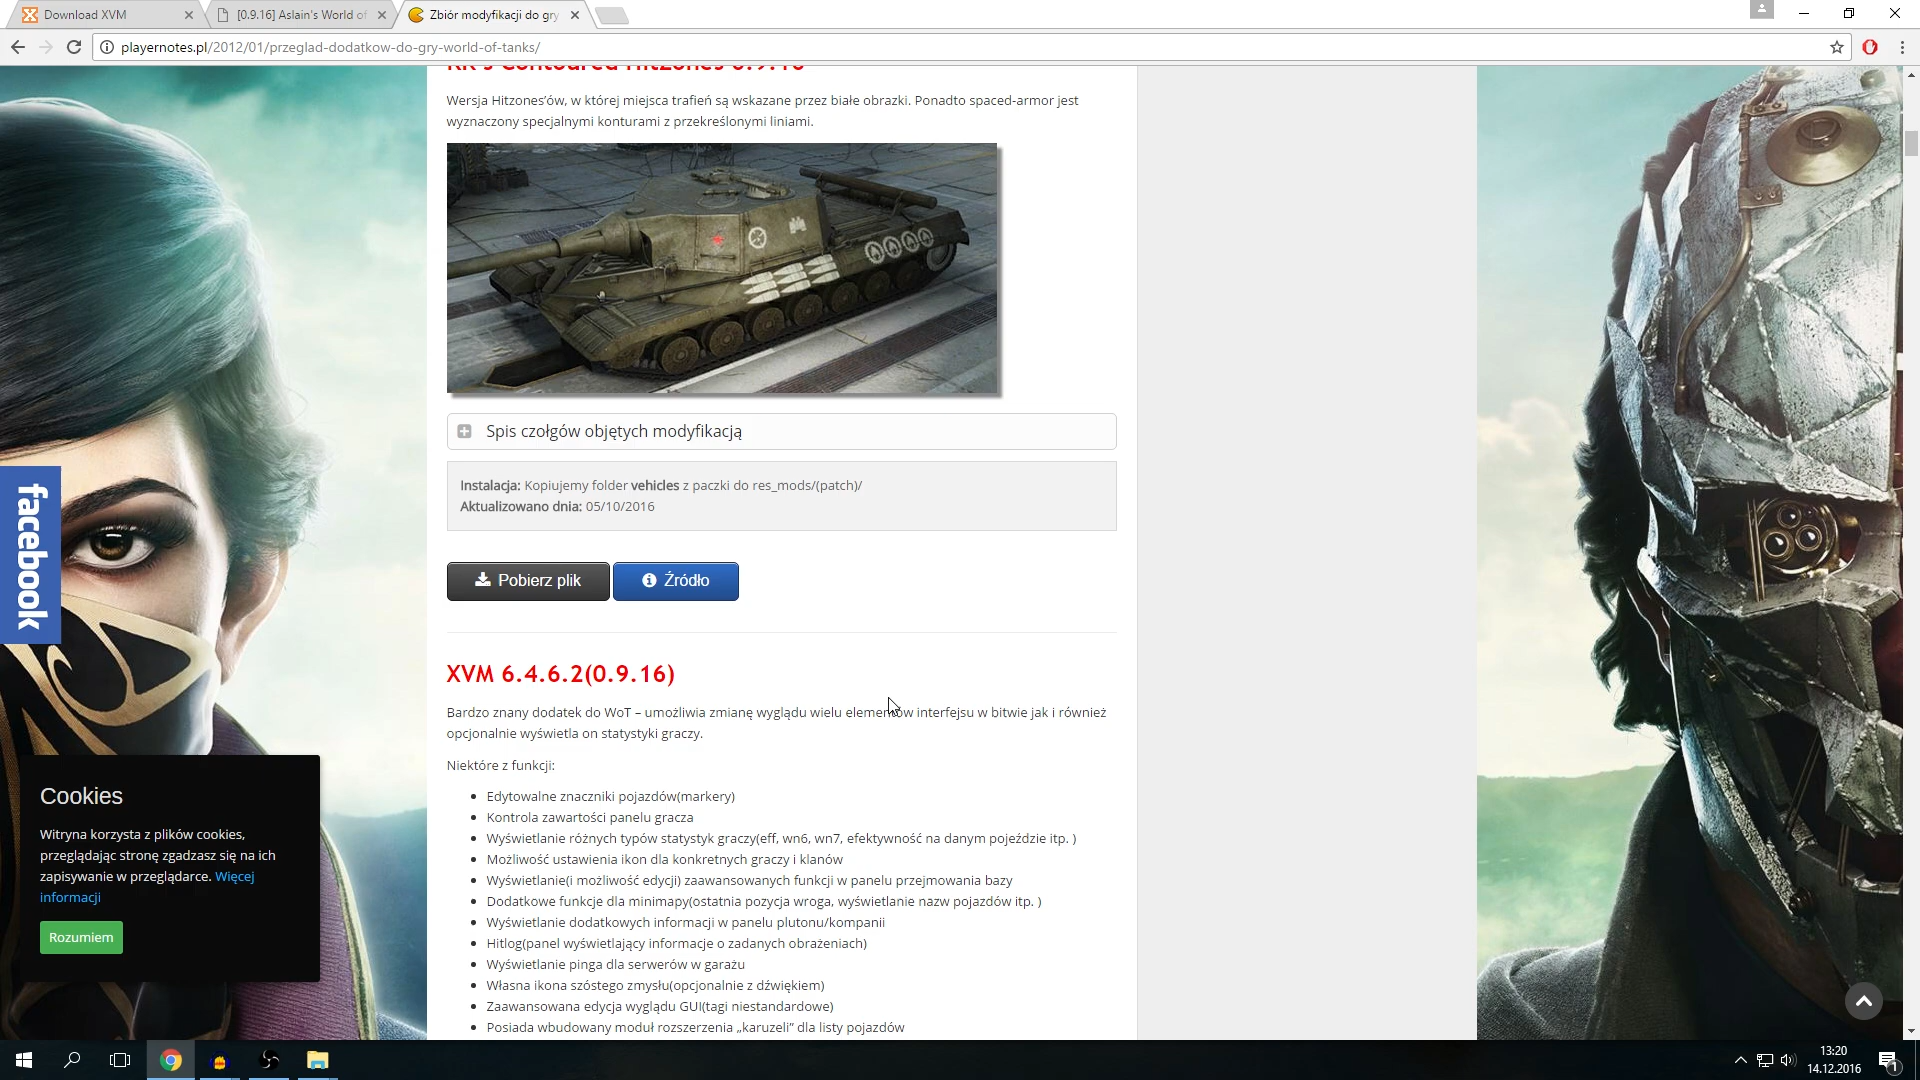 Download XVM
[0.9.16] Aslain's World of
Zbiór modyfikacji do gry
playernotes.pl/2012/01/przeglad-dodatkow-do-gry-world-of-tanks/
Wersja Hitzones'ów, w której miejsca trafień są wskazane przez białe obrazki. Ponadto spaced-armor jest
wyznaczony specjalnymi konturami z przekreślonymi liniami.
Spis czołgów objętych modyfikacją
Instalacja: Kopiujemy folder vehicles z paczki do res_mods/(patch)/
Aktualizowano dnia: 05/10/2016
facebook
Pobierz plik
Źródło
XVM 6.4.6.2(0.9.16)
Bardzo znany dodatek do WoT – umożliwia zmianę wyglądu wielu elementów interfejsu w bitwie jak i również
opcjonalnie wyświetla on statystyki graczy.
Niektóre z funkcji:
Edytowalne znaczniki pojazdów(markery)
Kontrola zawartości panelu gracza
Wyświetlanie różnych typów statystyk graczy(eff, wn6, wn7, efektywność na danym pojeździe itp. )
Możliwość ustawienia ikon dla konkretnych graczy i klanów
Wyświetlanie(i możliwość edycji) zaawansowanych funkcji w panelu przejmowania bazy
Dodatkowe funkcje dla minimapy(ostatnia pozycja wroga, wyświetlanie nazw pojazdów itp. )
Wyświetlanie dodatkowych informacji w panelu plutonu/kompanii
Hitlog(panel wyświetlający informacje o zadanych obrażeniach)
Wyświetlanie pinga dla serwerów w garażu
Własna ikona szóstego zmysłu(opcjonalnie z dźwiękiem)
Zaawansowana edycja wyglądu GUI(tagi niestandardowe)
Posiada wbudowany moduł rozszerzenia „karuzeli” dla listy pojazdów
Cookies
Witryna korzysta z plików cookies,
przeglądając stronę zgadzasz się na ich
zapisywanie w przeglądarce. Więcej
informacji
Rozumiem
13:20
14.12.2016
1